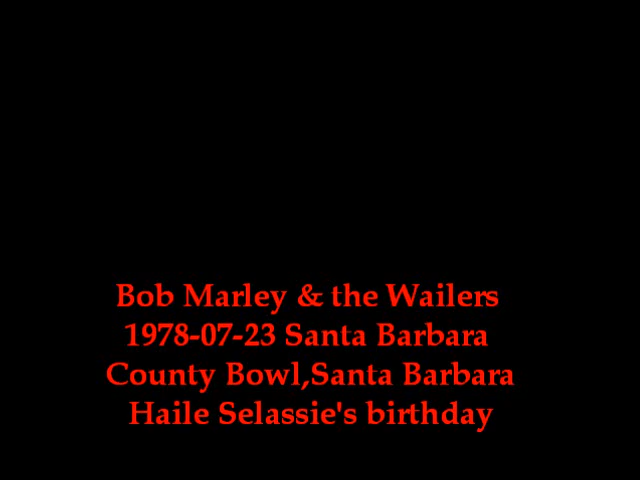 Bob Marley & the Wailers
1978-07-23 Santa Barbara
County Bowl,Santa Barbara
Haile Selassie's birthday